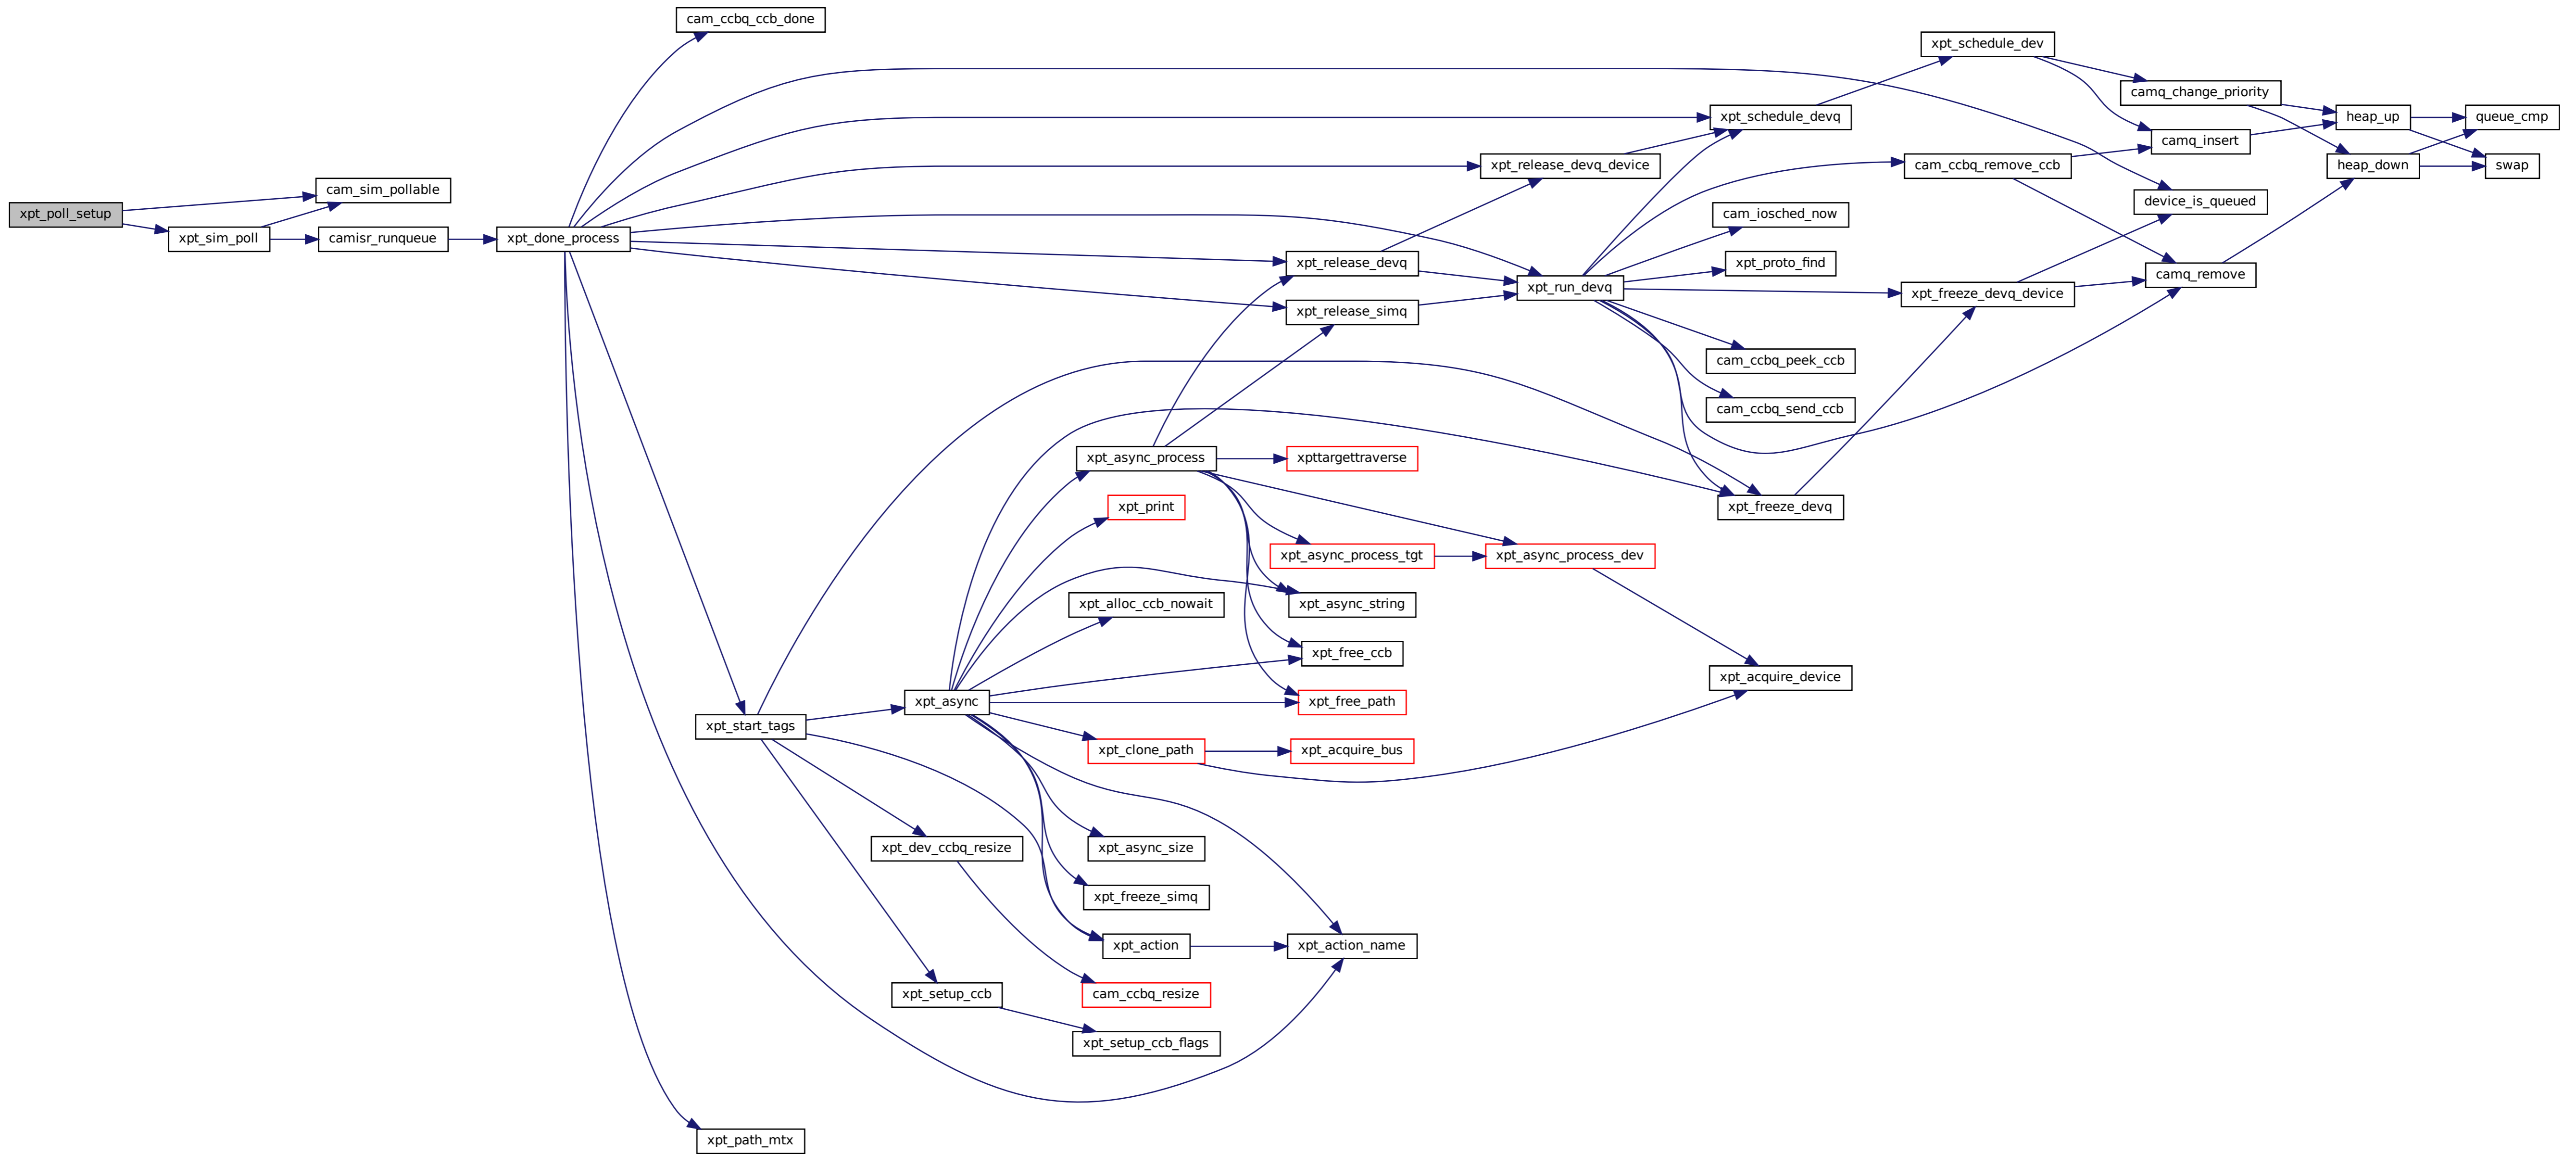 cam_ccbq_ccb_done
xpt_schedule_dev
camq_change_priority
xpt_schedule_devq
heap_up
queue_cmp
camq_insert
xpt_release_devq_device
cam_ccbq_remove_ccb
heap_down
swap
cam_sim_pollable
device_is_queued
xpt_poll_setup
cam_iosched_now
xpt_sim_poll
camisr_runqueue
xpt_done_process
xpt_release_devq
xpt_proto_find
camq_remove
xpt_run_devq
xpt_freeze_devq_device
xpt_release_simq
cam_ccbq_peek_ccb
cam_ccbq_send_ccb
xpt_async_process
xpttargettraverse
xpt_print
xpt_freeze_devq
xpt_async_process_tgt
xpt_async_process_dev
xpt_alloc_ccb_nowait
xpt_async_string
xpt_free_ccb
xpt_acquire_device
xpt_async
xpt_free_path
xpt_start_tags
xpt_clone_path
xpt_acquire_bus
xpt_dev_ccbq_resize
xpt_async_size
xpt_freeze_simq
xpt_action
xpt_action_name
xpt_setup_ccb
cam_ccbq_resize
xpt_setup_ccb_flags
xpt_path_mtx